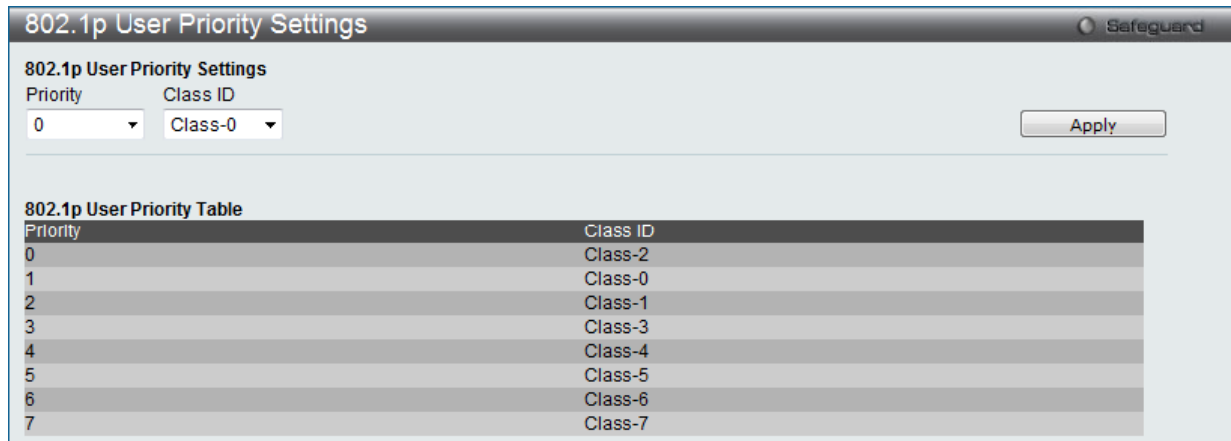 802.1p User Priority Settings
Safeguard
802.1p User Priority Settings
Priority Class ID
0 Class-0 Apply
802.1p User Priority Table
Priority Class ID
0 Class-2
1 Class-0
2 Class-1
3 Class-3
4 Class-4
5 Class-5
6 Class-6
7 Class-7